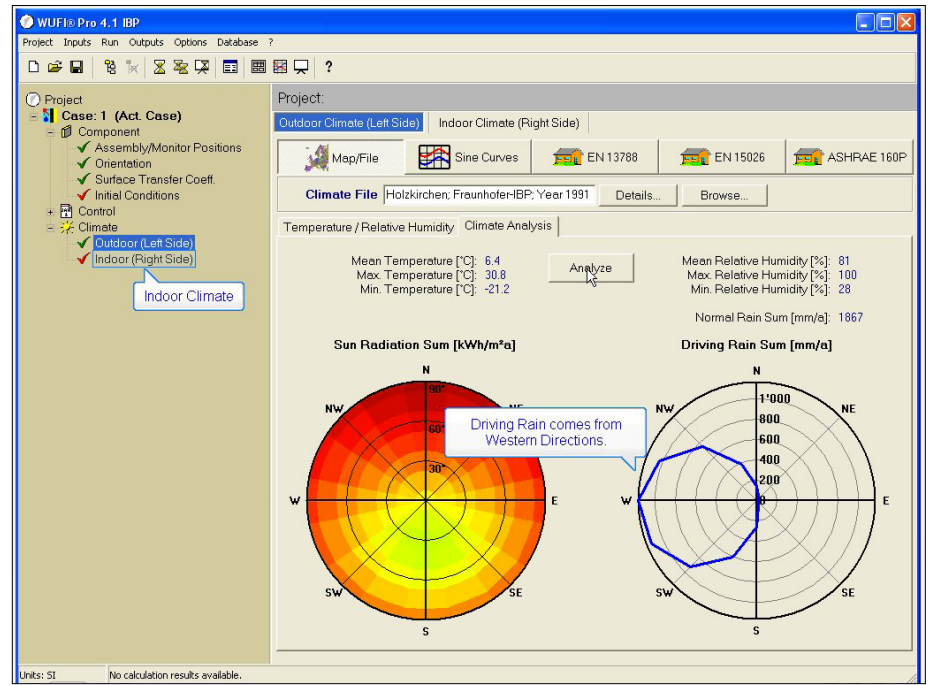 WUFI® Pro 4.1 IBP
Project Inputs Run Outputs Options Database ?
?
Project
Case: 1 (Act. Case)
Component
Assembly/Monitor Positions
Orientation
Surface Transfer Coeff.
Initial Conditions
Control
Climate
Outdoor (Left Side)
Indoor (Right Side)
Indoor Climate
Project:
Outdoor Climate (Left Side) Indoor Climate (Right Side)
Map/File Sine Curves EN 13788 EN 15026 ASHRAE 160P
Climate File Holzkirchen; Fraunhofer-IBP; Year 1991 Details... Browse...
Temperature / Relative Humidity Climate Analysis
Mean Temperature [°C]: 6.4
Max. Temperature [°C]: 30.8
Min. Temperature [°C]: -21.2
Analyze
Mean Relative Humidity [%]: 81
Max. Relative Humidity [%]: 100
Min. Relative Humidity [%]: 28
Normal Rain Sum [mm/a]: 1867
Sun Radiation Sum [kWh/m²a]
N
90°
NW
NE
60°
30°
W
E
SW
SE
S
Driving Rain comes from
Western Directions.
Driving Rain Sum [mm/a]
N
1'000
NW
NE
800
600
400
200
0
W
E
SW
SE
S
Units: SI No calculation results available.